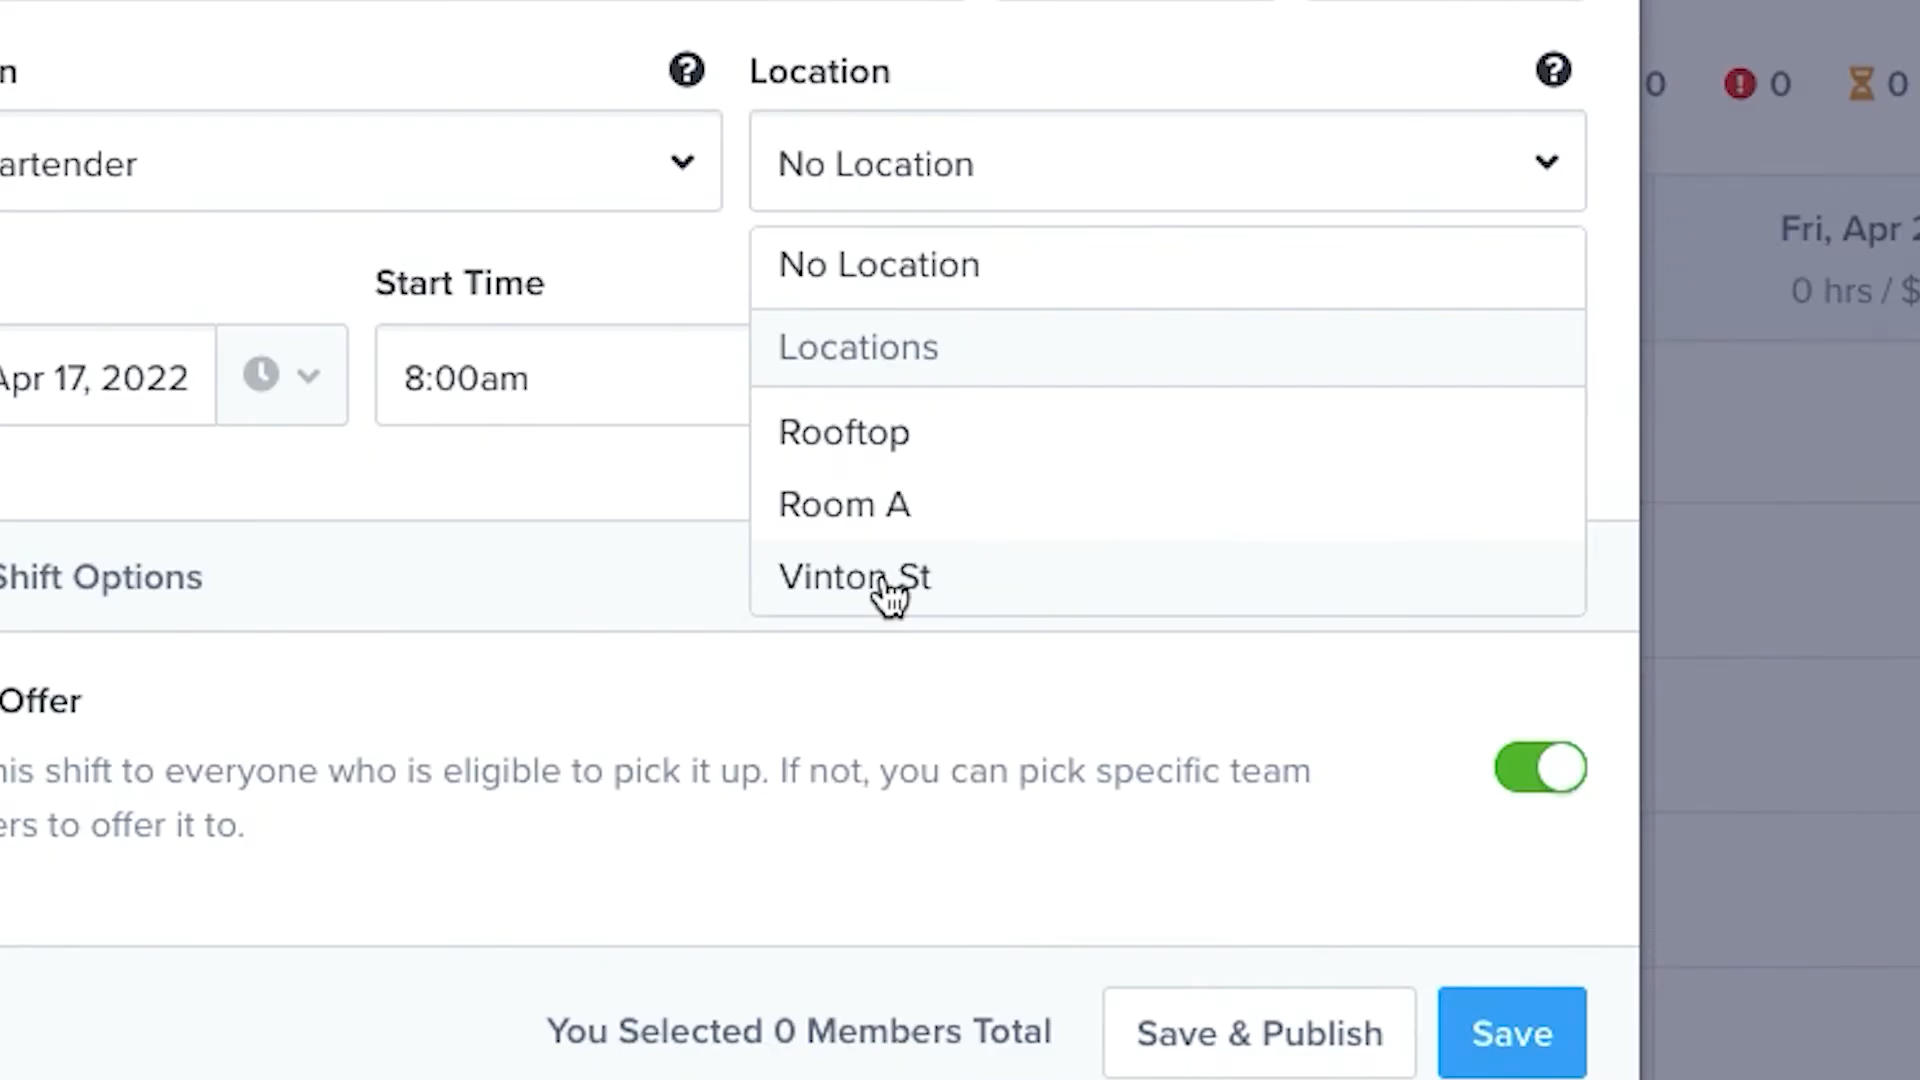 n
Location
0
0
0
artender
No Location
Fri, Apr 2
0 hrs / $
No Location
Start Time
Locations
Apr 17, 2022
8:00am
Rooftop
Room A
Shift Options
Vinton St
Offer
his shift to everyone who is eligible to pick it up. If not, you can pick specific team
ers to offer it to.
You Selected 0 Members Total
Save & Publish
Save